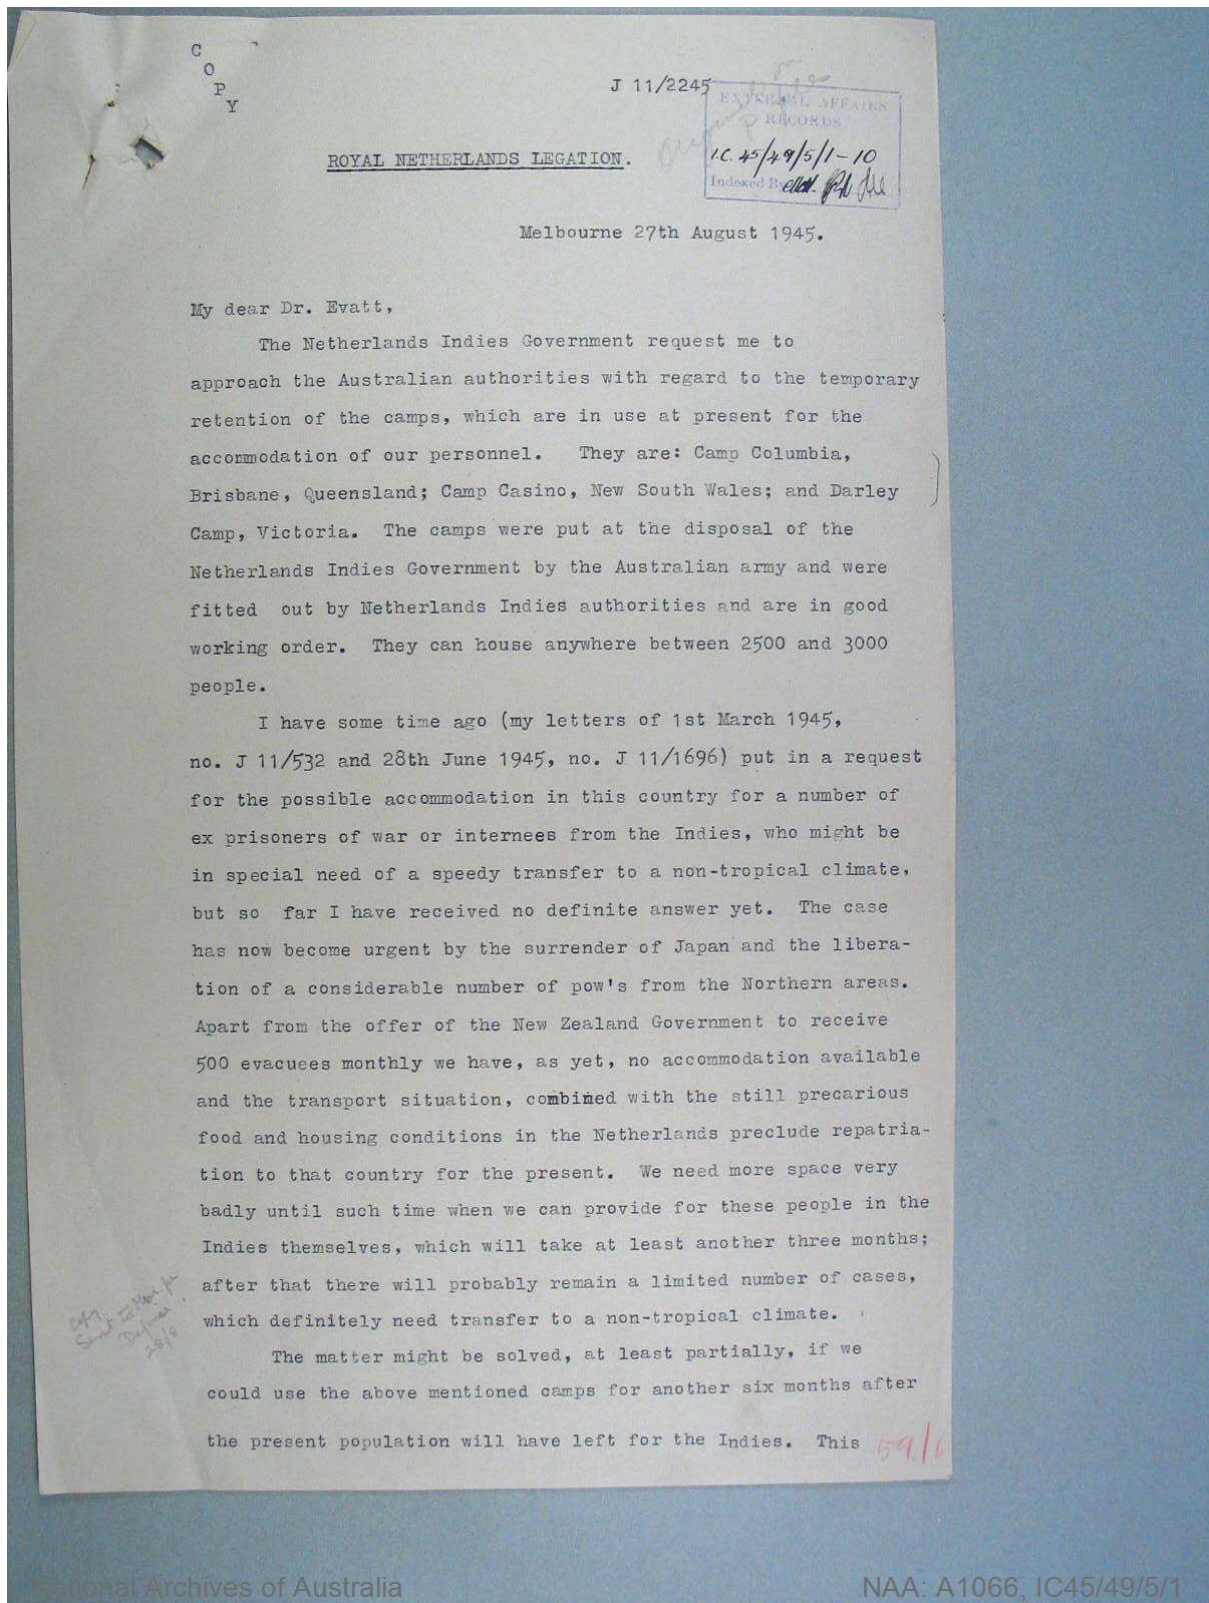 C
O
P
Y
J 11/2245
EXTERNAL AFFAIRS
RECORDS
I.C. 45/49/5/1-10
Indexed By
ROYAL NETHERLANDS LEGATION.
Melbourne 27th August 1945.
My dear Dr. Evatt,
The Netherlands Indies Government request me to
approach the Australian authorities with regard to the temporary
retention of the camps, which are in use at present for the
accommodation of our personnel. They are: Camp Columbia,
Brisbane, Queensland; Camp Casino, New South Wales; and Darley
Camp, Victoria. The camps were put at the disposal of the
Netherlands Indies Government by the Australian army and were
fitted out by Netherlands Indies authorities and are in good
working order. They can house anywhere between 2500 and 3000
people.
I have some time ago (my letters of 1st March 1945,
no. J 11/532 and 28th June 1945, no. J 11/1696) put in a request
for the possible accommodation in this country for a number of
ex prisoners of war or internees from the Indies, who might be
in special need of a speedy transfer to a non-tropical climate,
but so far I have received no definite answer yet. The case
has now become urgent by the surrender of Japan and the libera-
tion of a considerable number of pow's from the Northern areas.
Apart from the offer of the New Zealand Government to receive
500 evacuees monthly we have, as yet, no accommodation available
and the transport situation, combined with the still precarious
food and housing conditions in the Netherlands preclude repatria-
tion to that country for the present. We need more space very
badly until such time when we can provide for these people in the
Indies themselves, which will take at least another three months;
after that there will probably remain a limited number of cases,
which definitely need transfer to a non-tropical climate.
copy
Sent to
28/8
The matter might be solved, at least partially, if we
could use the above mentioned camps for another six months after
the present population will have left for the Indies. This
National Archives of Australia
NAA: A1066, IC45/49/5/1